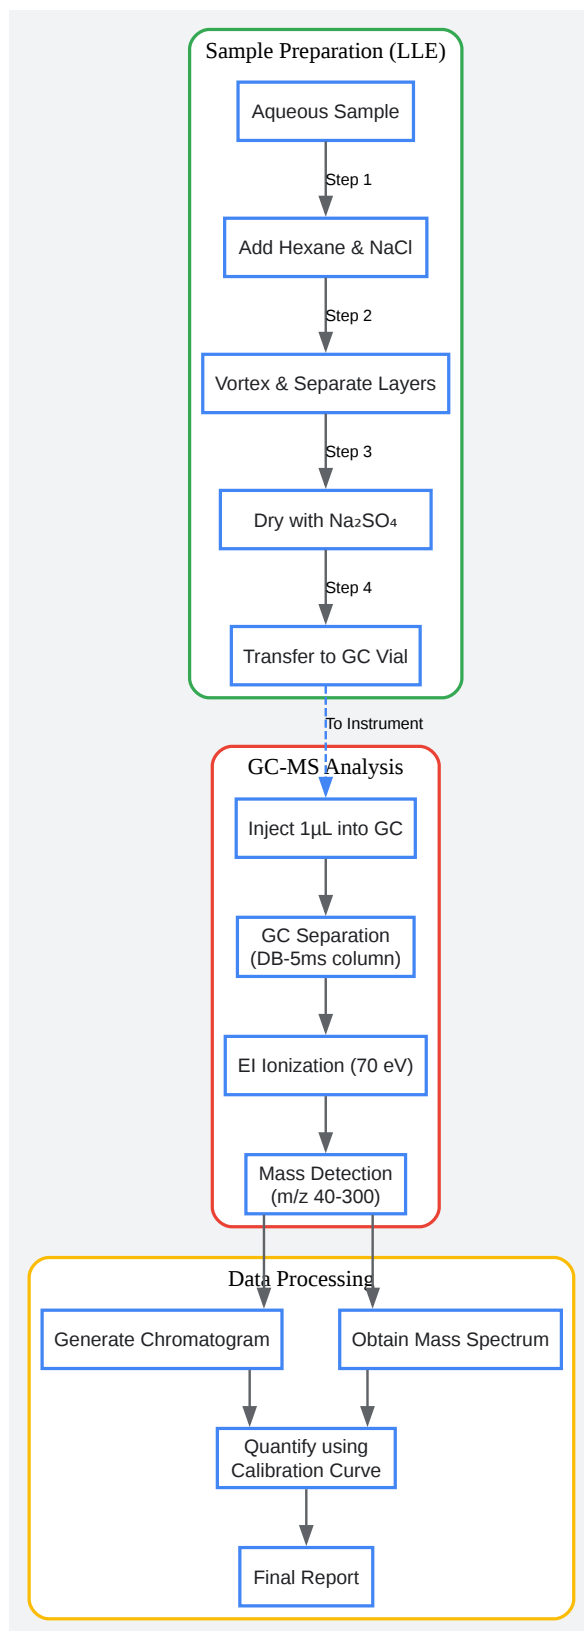 Sample Preparation (LLE)
Aqueous Sample
Step 1
Add Hexane & NaCl
Step 2
Vortex & Separate Layers
Step 3
Dry with Na₂SO₄
Step 4
Transfer to GC Vial
To Instrument
GC-MS Analysis
Inject 1µL into GC
GC Separation
(DB-5ms column)
EI Ionization (70 eV)
Mass Detection
(m/z 40-300)
Data Processing
Generate Chromatogram
Obtain Mass Spectrum
Quantify using
Calibration Curve
Final Report